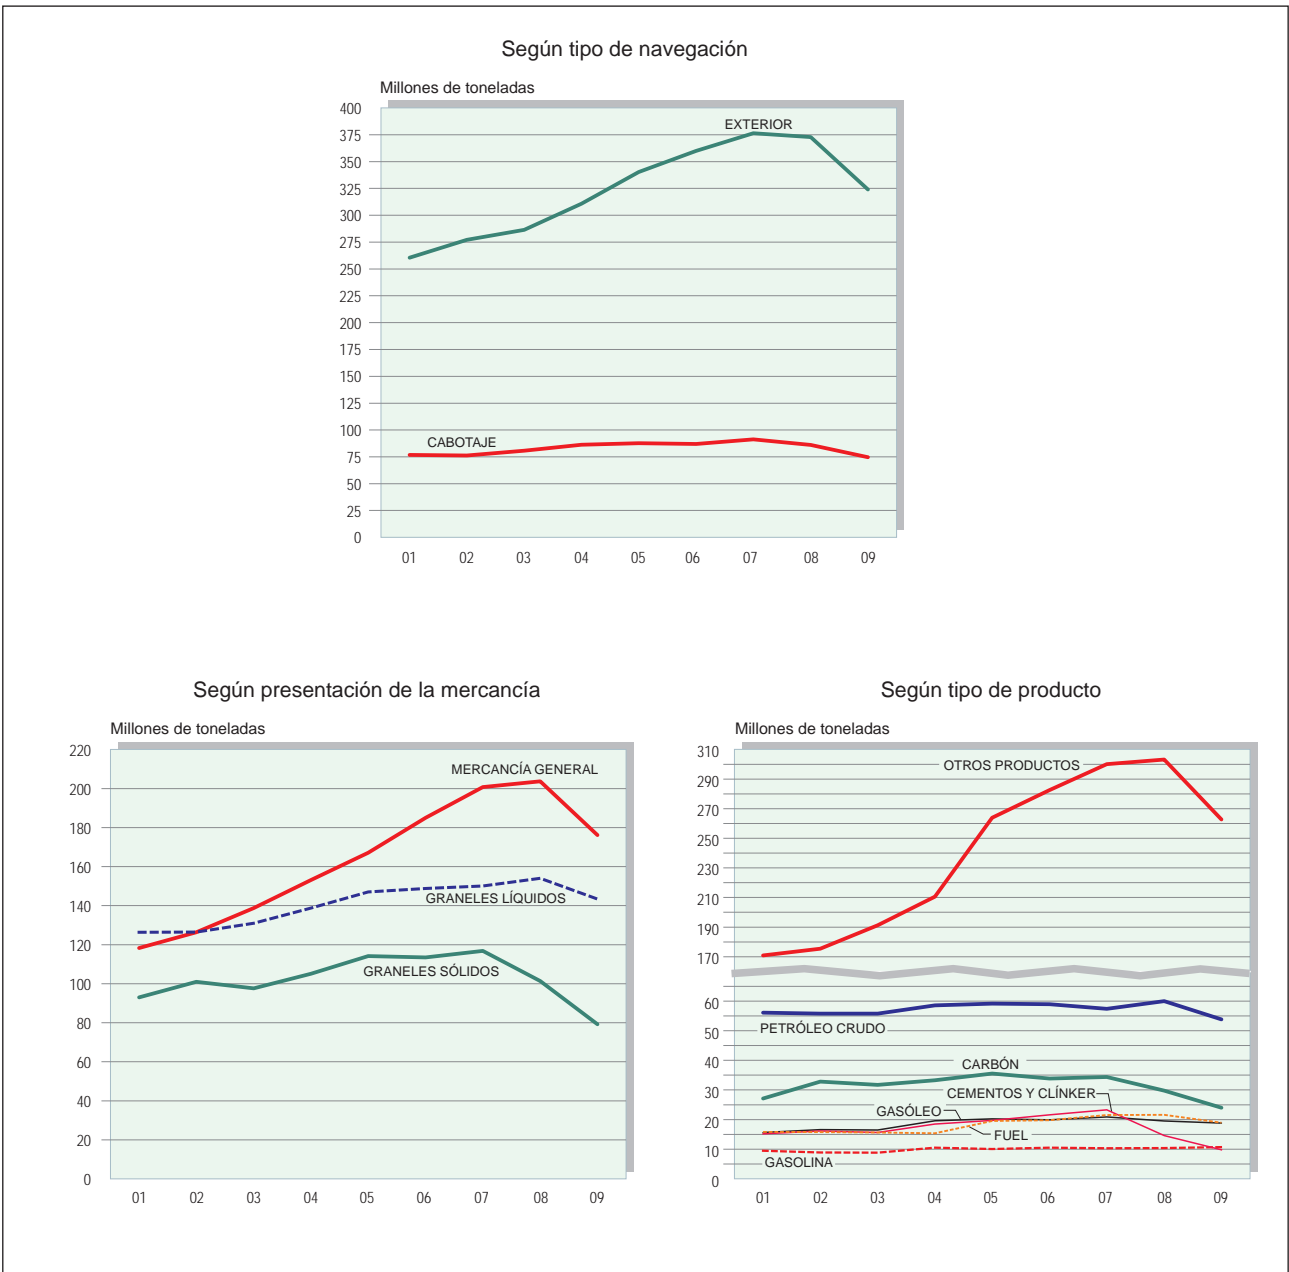 Según tipo de navegación
Millones de toneladas
400
375
350
325
300
275
250
225
200
175
150
125
100
75
50
25
0
EXTERIOR
CABOTAJE
01 02 03 04 05 06 07 08 09
Según presentación de la mercancía
Millones de toneladas
220
200
180
160
140
120
100
80
60
40
20
0
MERCANCÍA GENERAL
GRANELES LÍQUIDOS
GRANELES SÓLIDOS
01 02 03 04 05 06 07 08 09
Según tipo de producto
Millones de toneladas
310
290
270
250
230
210
190
170
60
50
40
30
20
10
0
OTROS PRODUCTOS
PETRÓLEO CRUDO
CARBÓN
CEMENTOS Y CLÍNKER
GASÓLEO
FUEL
GASOLINA
01 02 03 04 05 06 07 08 09